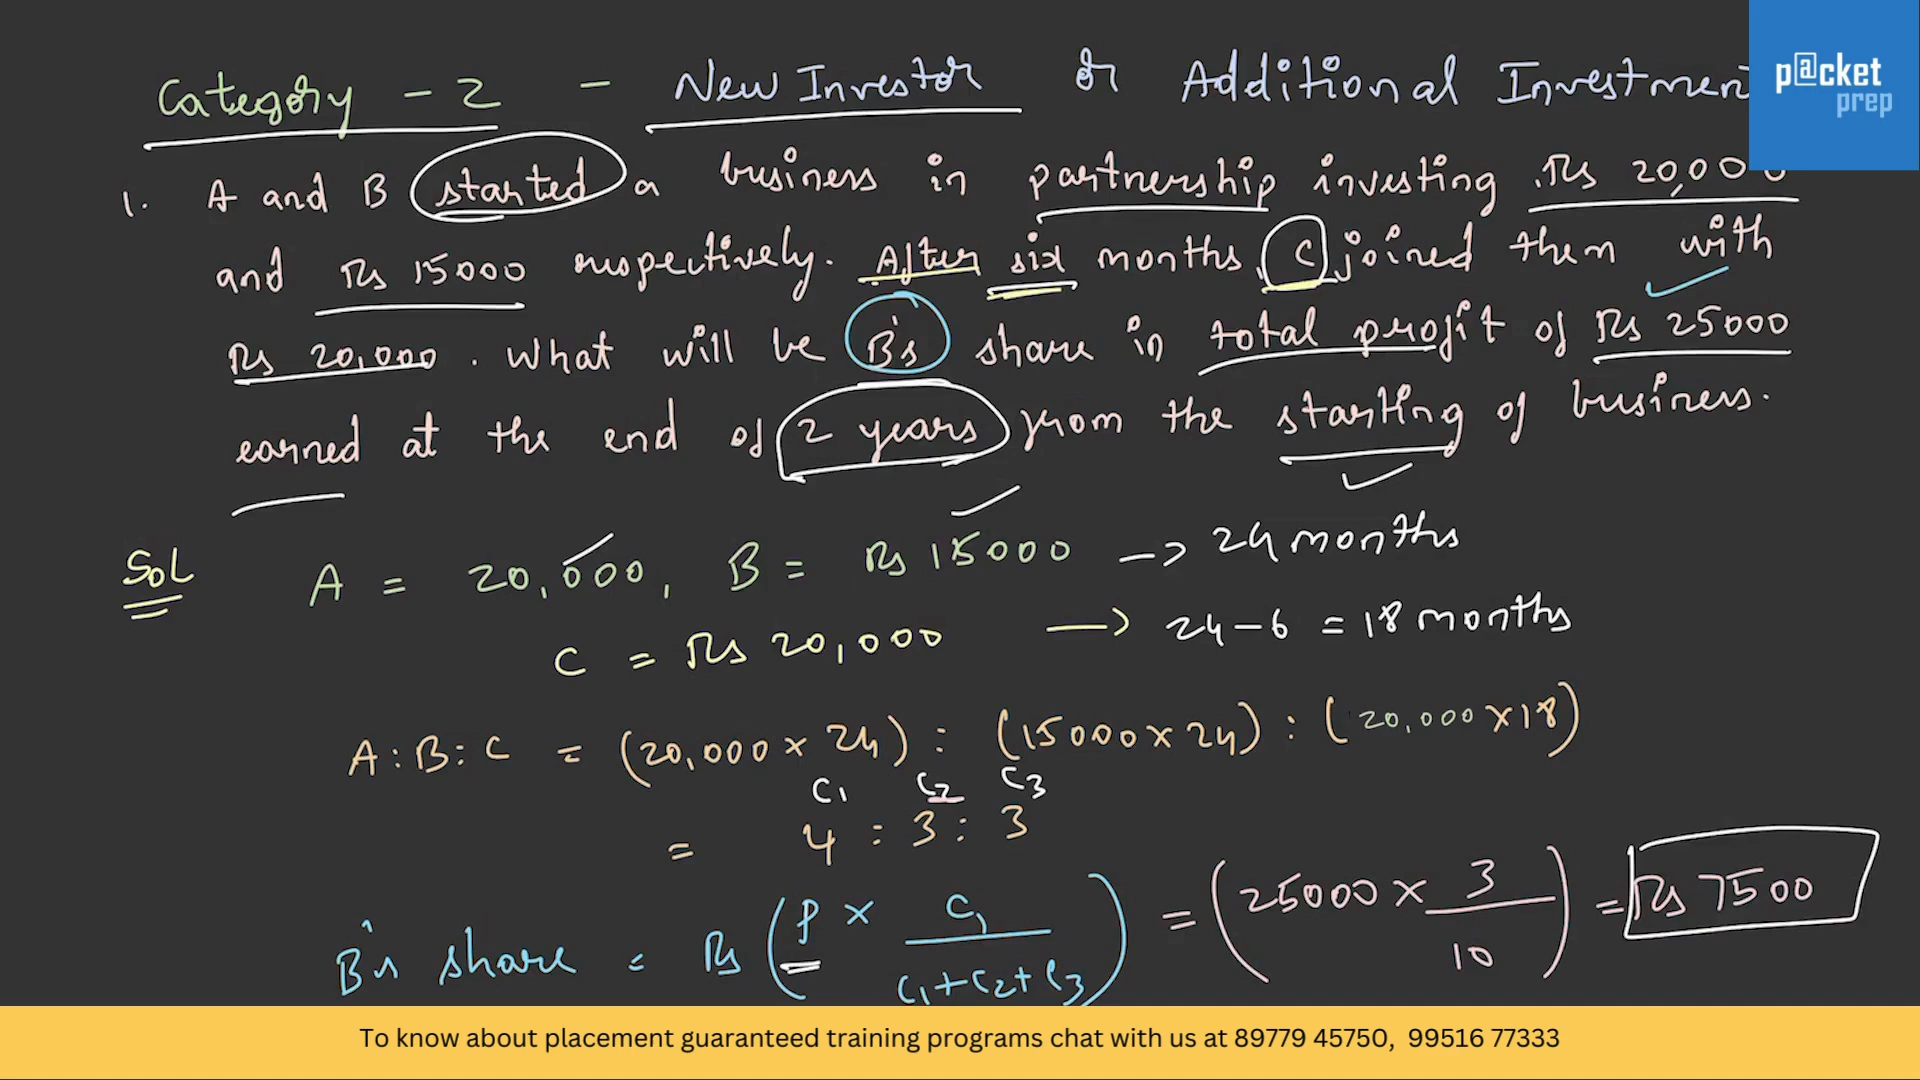 Category - 2 - New Investor or Additional Investment
p@cket
prep
1. A and B started a business in partnership investing Rs 20,000
and Rs 15000 respectively. After six months, C joined them with
Rs 20,000. What will be B's share in total profit of Rs 25000
earned at the end of 2 years from the starting of business.
Sol A = 20,000, B = Rs 15000 -> 24 months
C = Rs 20,000 -> 24-6 = 18 months
A:B:C = (20,000 × 24) : (15000 × 24) : (20,000 × 18)
C1 C2 C3
= 4 : 3 : 3
B's share = Rs (P × C1/C1+C2+C3) = (25000 × 3/10) = Rs 7500
To know about placement guaranteed training programs chat with us at 89779 45750, 99516 77333